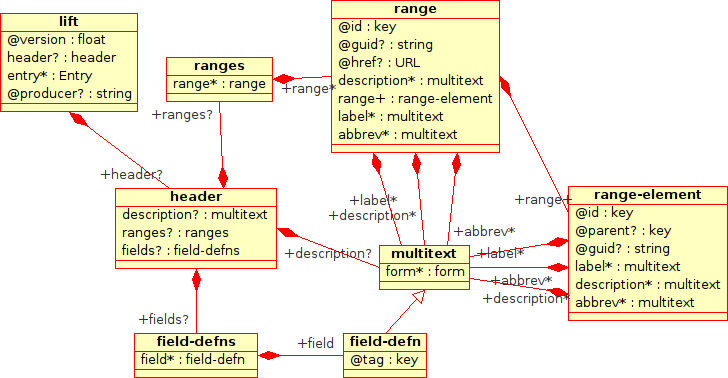 lift
@version : float
header? : header
entry* : Entry
@producer? : string
ranges
range* : range
range
@id : key
@guid? : string
@href? : URL
description* : multitext
range+ : range-element
label* : multitext
abbrev* : multitext
+range*
+ranges?
+header?
header
description? : multitext
ranges? : ranges
fields? : field-defns
+label*
+description*
+abbrev*
+range+
range-element
@id : key
@parent? : key
@guid? : string
label* : multitext
description* : multitext
abbrev* : multitext
+description?
multitext
form* : form
+label*
+abbrev*
+description*
+fields?
field-defns
field* : field-defn
+field
field-defn
@tag : key